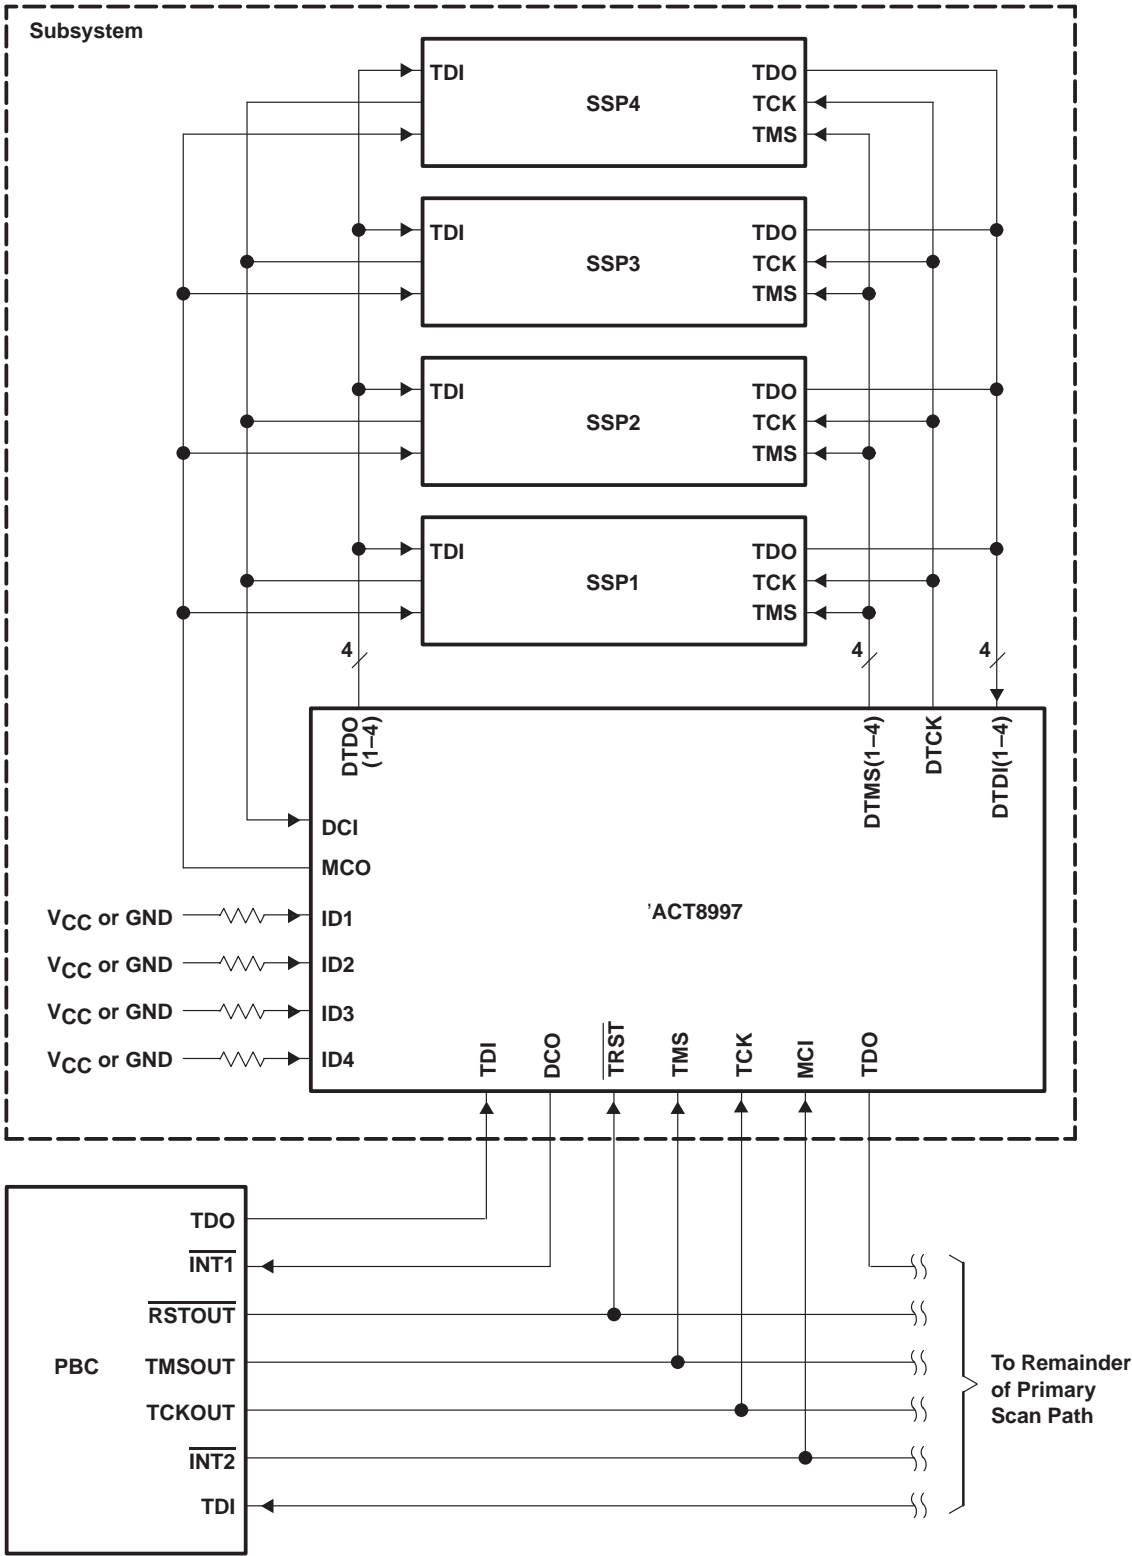 Subsystem
TDI
SSP4
TDO
TCK
TMS
TDI
SSP3
TDO
TCK
TMS
TDI
SSP2
TDO
TCK
TMS
TDI
SSP1
TDO
TCK
TMS
4
4
4
DTDO
(1–4)
DTMS(1–4)
DTCK
DTDI(1–4)
DCI
MCO
’ACT8997
VCC or GND
ID1
VCC or GND
ID2
VCC or GND
ID3
VCC or GND
ID4
TDI
DCO
TRST
TMS
TCK
MCI
TDO
PBC
TDO
INT1
RSTOUT
TMSOUT
TCKOUT
INT2
TDI
To Remainder
of Primary
Scan Path